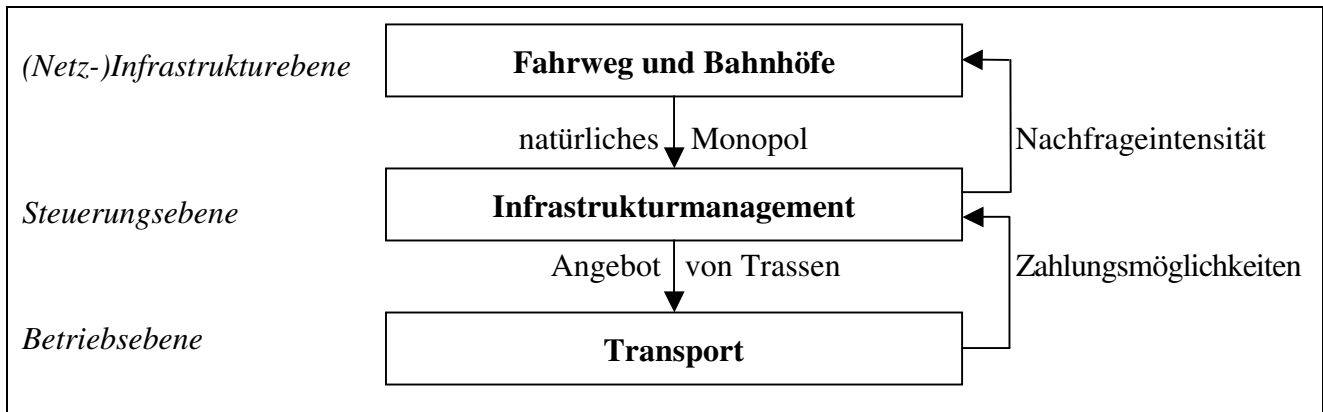 (Netz-)Infrastrukturebene
Fahrweg und Bahnhöfe
natürliches Monopol
Nachfrageintensität
Steuerungsebene
Infrastrukturmanagement
Angebot von Trassen
Zahlungsmöglichkeiten
Betriebsebene
Transport